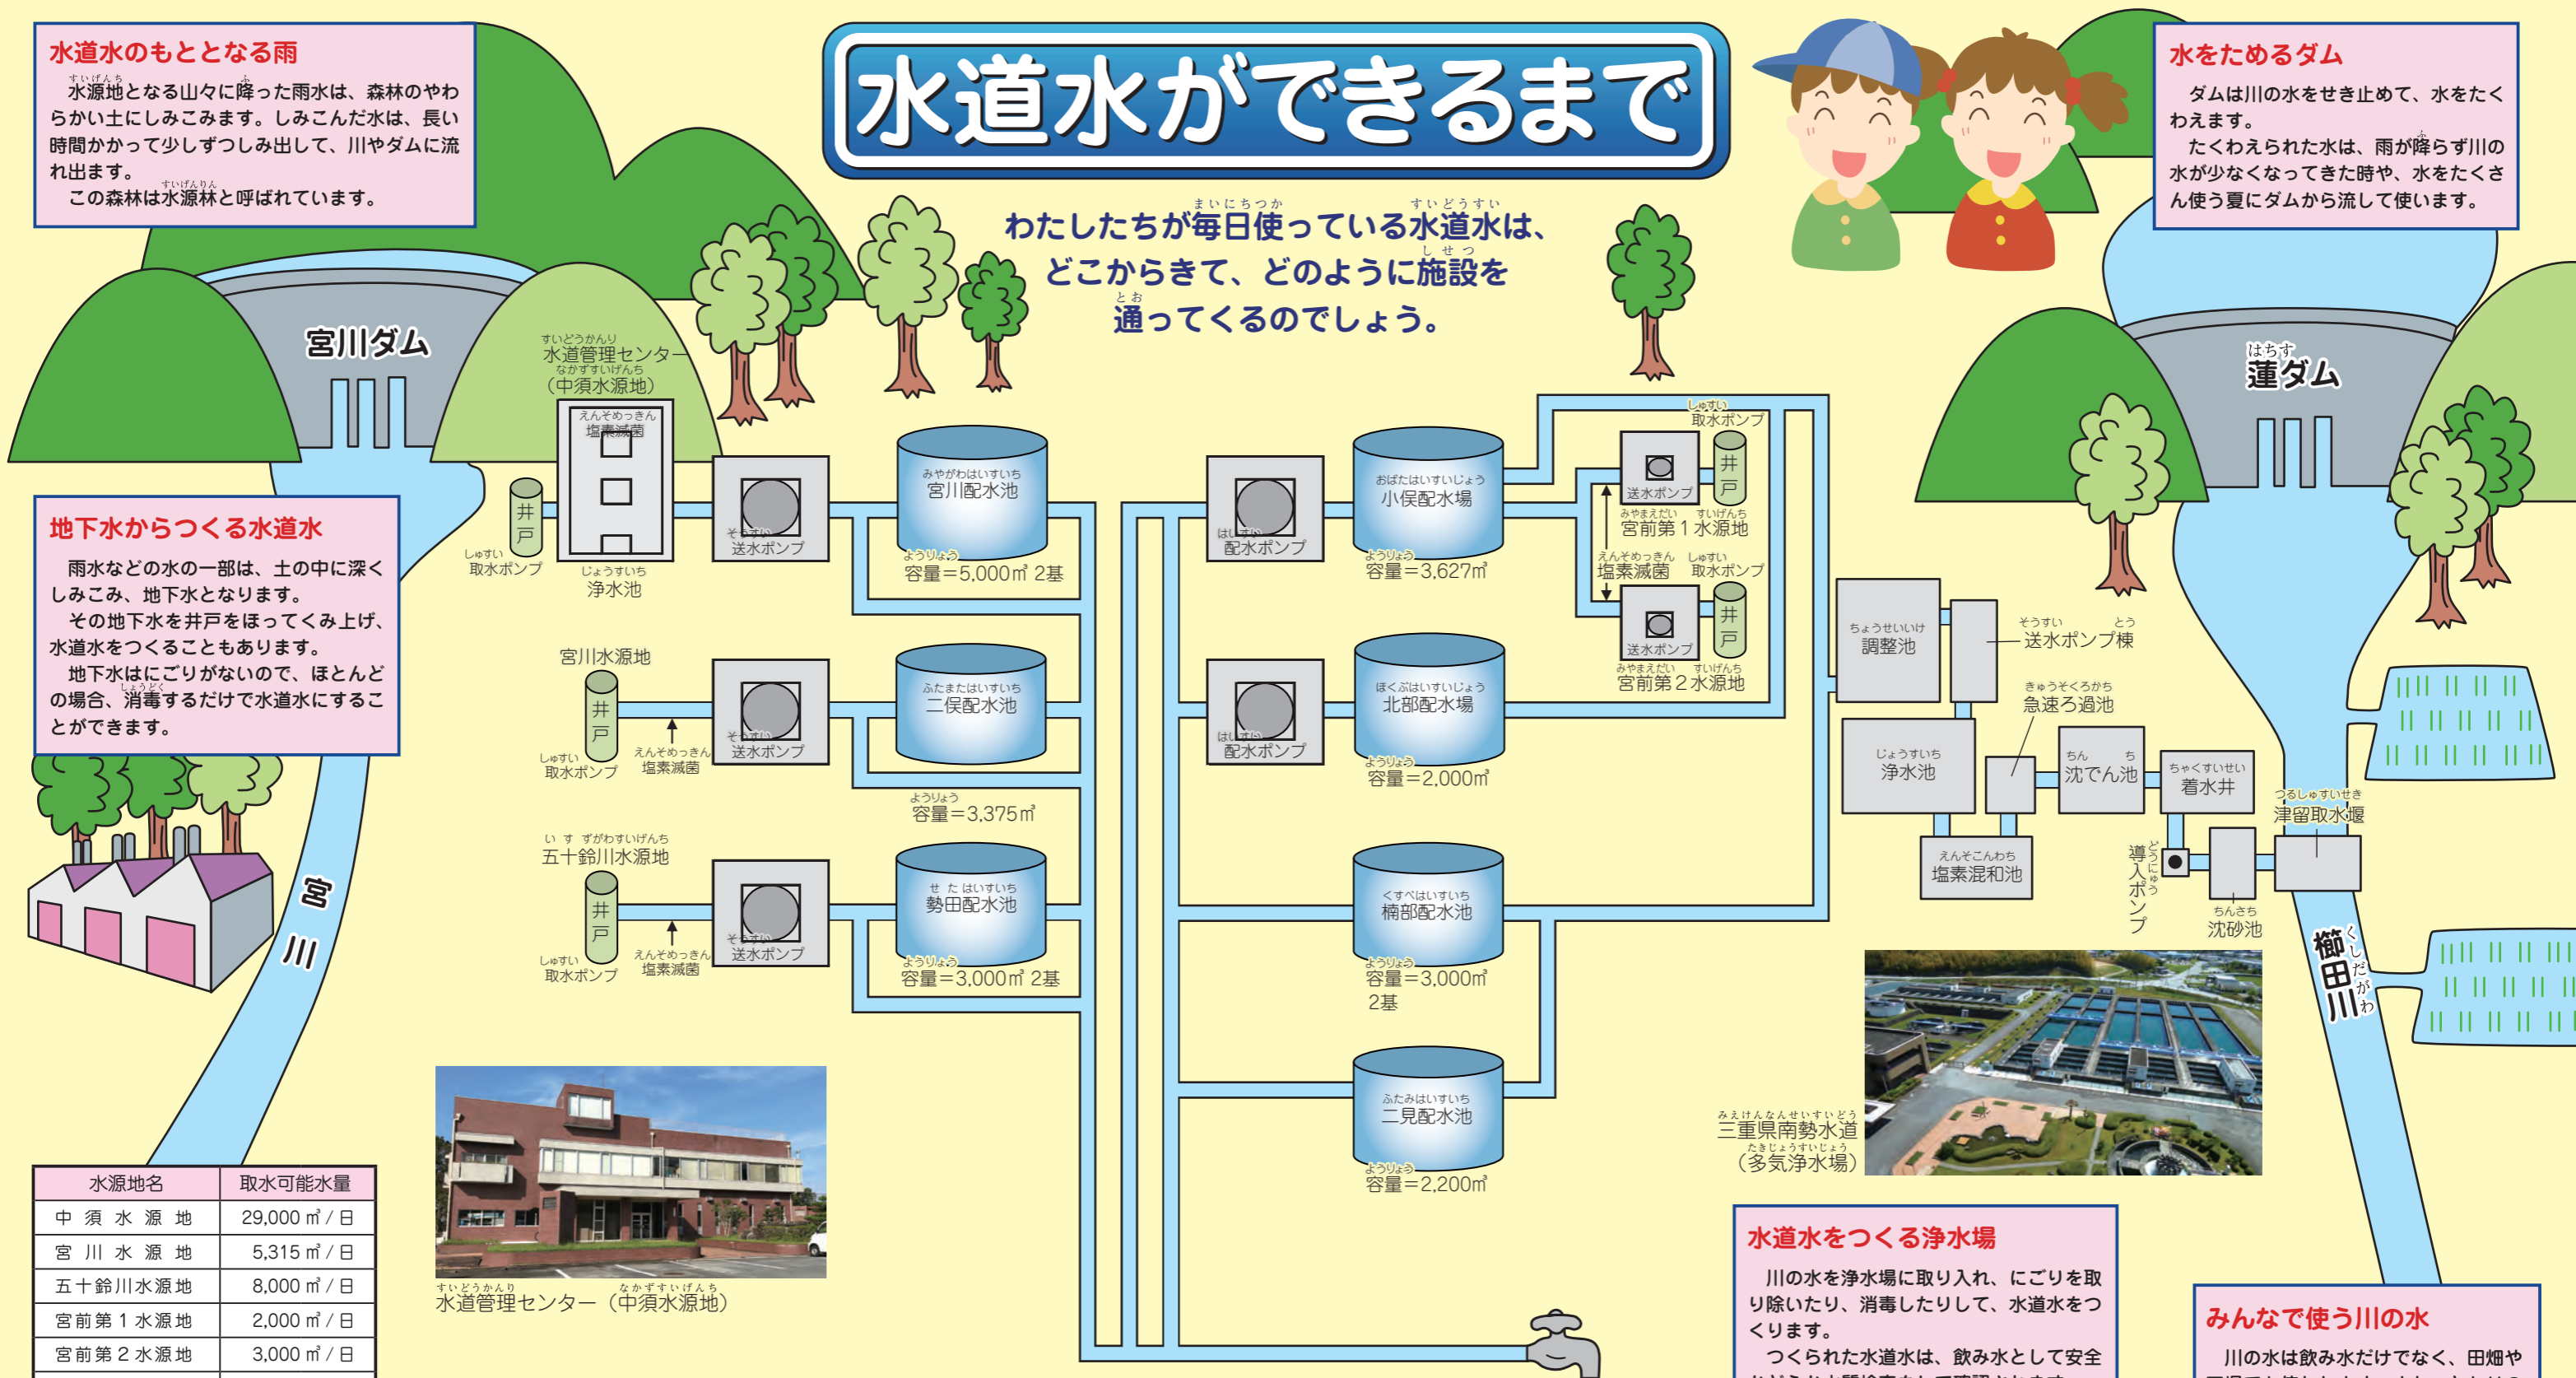 水道水ができるまで
わたしたちが毎日使っている水道水は、
どこからきて、どのように施設を
通ってくるのでしょう。
水道水のもととなる雨
水源地となる山々に降った雨水は、森林のやわ
らかい土にしみこみます。しみこんだ水は、長い
時間かかって少しずつしみ出して、川やダムに流
れ出ます。
この森林は水源林と呼ばれています。
水をためるダム
ダムは川の水をせき止めて、水をたく
わえます。
たくわえられた水は、雨が降らず川の
水が少なくなってきた時や、水をたくさ
ん使う夏にダムから流して使います。
宮川ダム
蓮ダム
はちす
地下水からつくる水道水
雨水などの水の一部は、土の中に深く
しみこみ、地下水となります。
その地下水を井戸をほってくみ上げ、
水道水をつくることもあります。
地下水はにごりがないので、ほとんど
の場合、消毒するだけで水道水にするこ
とができます。
水道管理センター
（中須水源地）
塩素滅菌
井戸
取水ポンプ
浄水池
送水ポンプ
宮川配水池
容量＝5,000㎥ 2基
宮川水源地
井戸
取水ポンプ
塩素滅菌
送水ポンプ
二俣配水池
容量＝3,375㎥
五十鈴川水源地
井戸
取水ポンプ
塩素滅菌
送水ポンプ
勢田配水池
容量＝3,000㎥ 2基
配水ポンプ
小俣配水場
容量＝3,627㎥
取水ポンプ
井戸
送水ポンプ
宮前第1水源地
塩素滅菌
取水ポンプ
井戸
送水ポンプ
宮前第2水源地
配水ポンプ
北部配水場
容量＝2,000㎥
楠部配水池
容量＝3,000㎥
2基
二見配水池
容量＝2,200㎥
調整池
送水ポンプ棟
急速ろ過池
浄水池
沈でん池
着水井
塩素混和池
導入ポンプ
沈砂池
津留取水堰
宮川
櫛田川
くしだがわ
三重県南勢水道
（多気浄水場）
水道管理センター（中須水源地）
水源地名 取水可能水量
中須水源地 29,000 ㎥/日
宮川水源地 5,315 ㎥/日
五十鈴川水源地 8,000 ㎥/日
宮前第1水源地 2,000 ㎥/日
宮前第2水源地 3,000 ㎥/日
水道水をつくる浄水場
川の水を浄水場に取り入れ、にごりを取
り除いたり、消毒したりして、水道水をつ
くります。
つくられた水道水は、飲み水として安全
みんなで使う川の水
川の水は飲み水だけでなく、田畑や